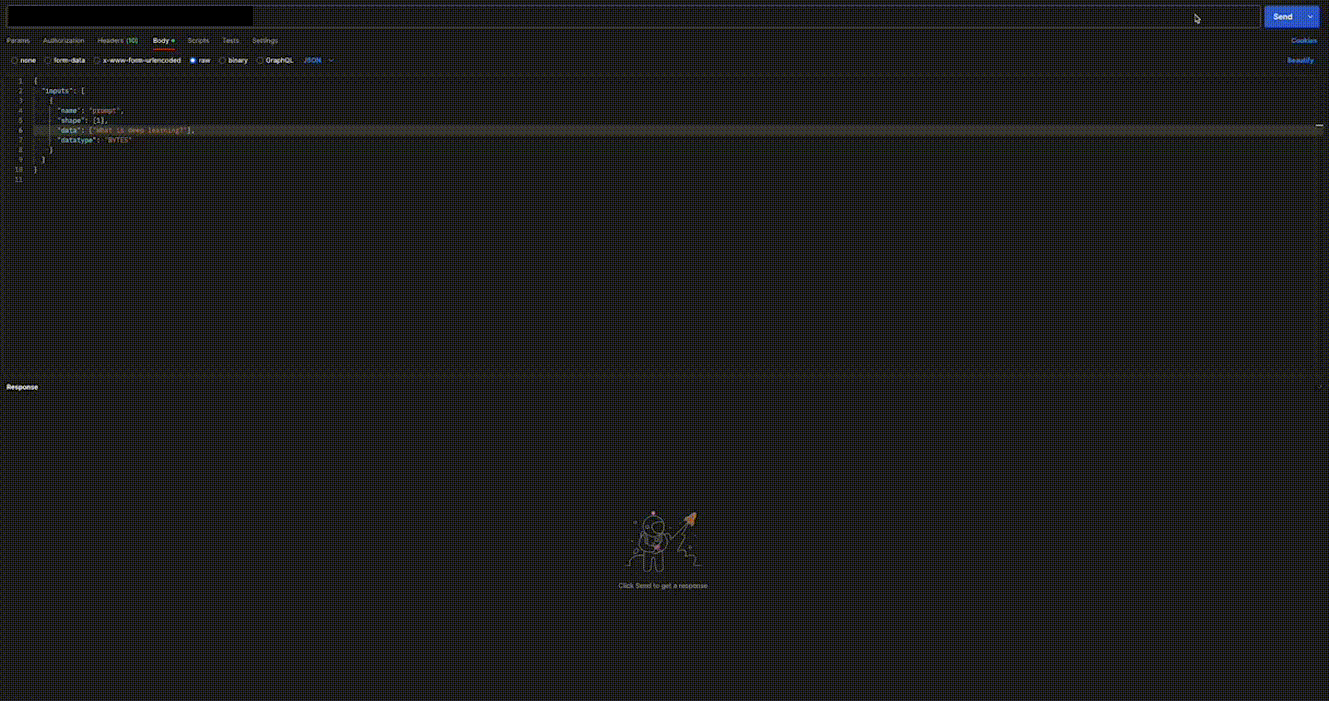 Send
Params Authorization Headers (10) Body Scripts Tests Settings Cookies
none form-data x-www-form-urlencoded raw binary GraphQL JSON Beautify
1 {
2 "inputs": [
3 {
4 "name": "prompt",
5 "shape": [1],
6 "data": ["What is deep learning?"],
7 "datatype": "BYTES"
8 }
9 ]
10 }
11
Response
Click Send to get a response